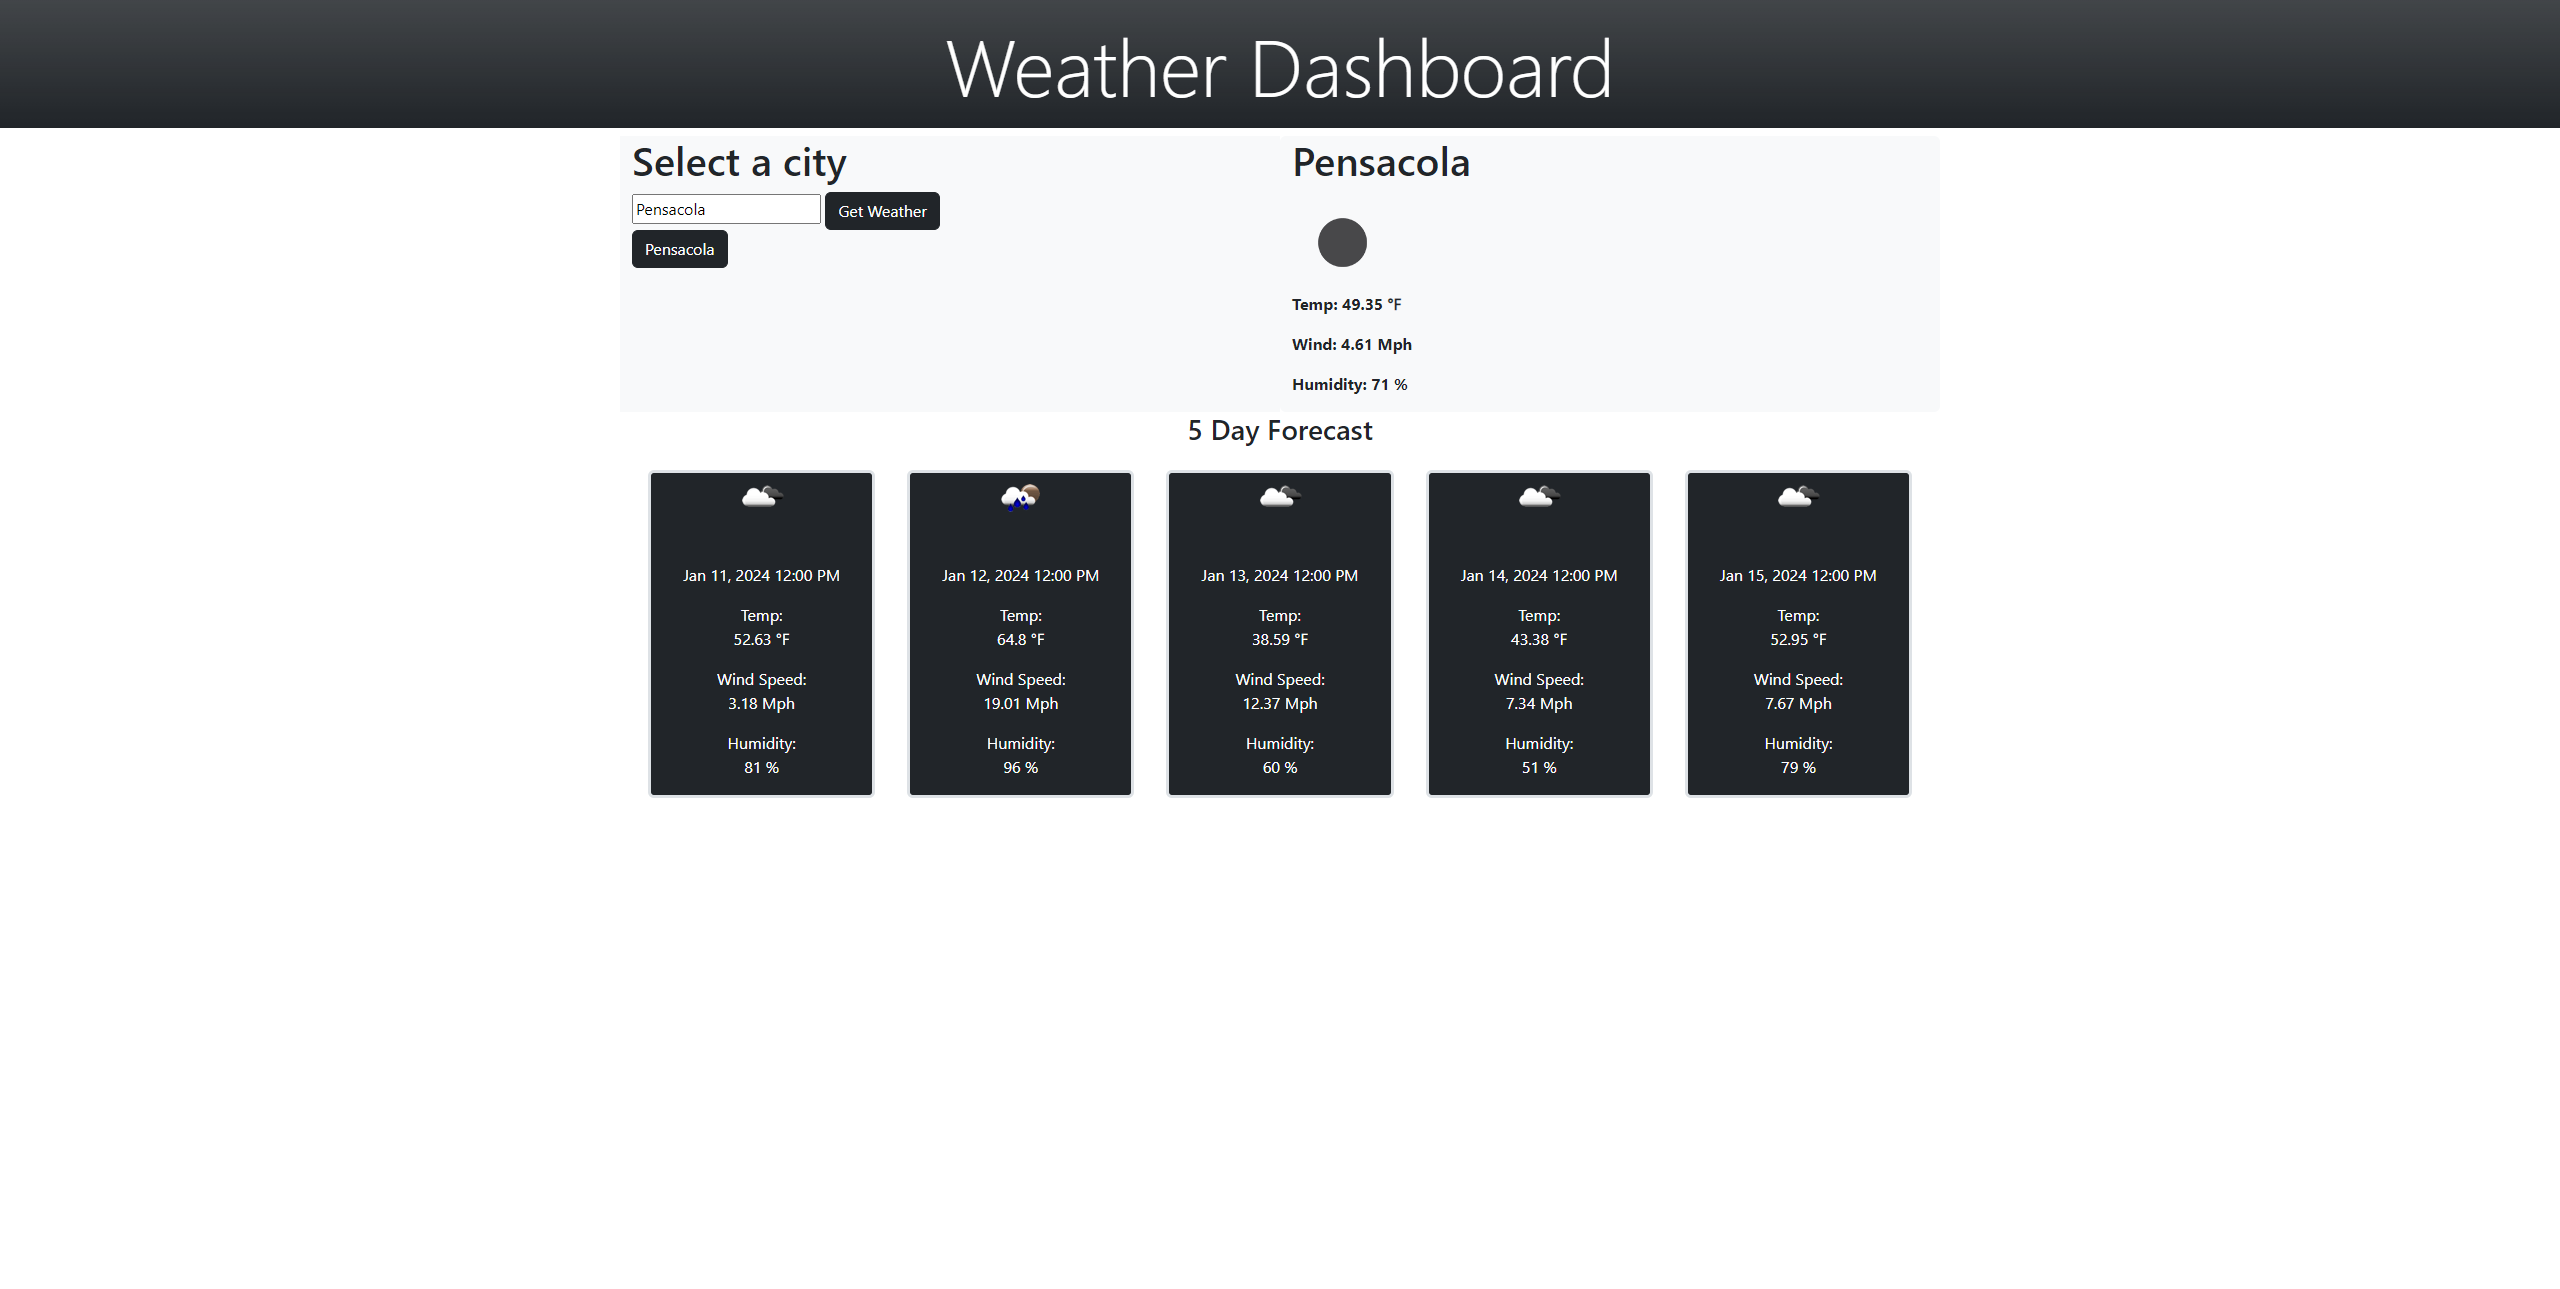 Weather Dashboard
Select a city
Pensacola
Get Weather
Pensacola
Pensacola
Temp: 49.35 °F
Wind: 4.61 Mph
Humidity: 71 %
5 Day Forecast
Jan 11, 2024 12:00 PM
Temp:
52.63 °F
Wind Speed:
3.18 Mph
Humidity:
81 %
Jan 12, 2024 12:00 PM
Temp:
64.8 °F
Wind Speed:
19.01 Mph
Humidity:
96 %
Jan 13, 2024 12:00 PM
Temp:
38.59 °F
Wind Speed:
12.37 Mph
Humidity:
60 %
Jan 14, 2024 12:00 PM
Temp:
43.38 °F
Wind Speed:
7.34 Mph
Humidity:
51 %
Jan 15, 2024 12:00 PM
Temp:
52.95 °F
Wind Speed:
7.67 Mph
Humidity:
79 %